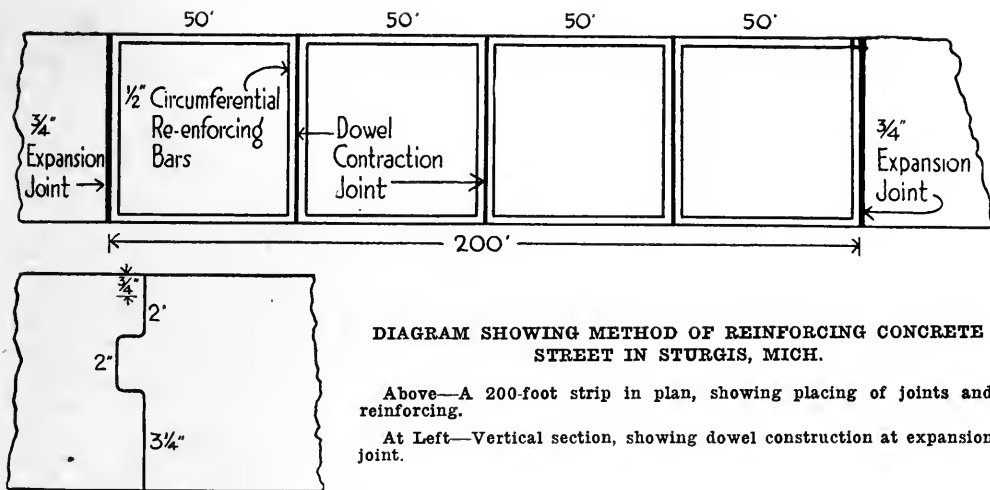 50' 50' 50' 50'
3/4"
Expansion
Joint
1/2" Circumferential
Re-enforcing
Bars
Dowel
Contraction
Joint
3/4"
Expansion
Joint
200'
3/4"
2"
2"
3 1/4"
DIAGRAM SHOWING METHOD OF REINFORCING CONCRETE
STREET IN STURGIS, MICH.
Above—A 200-foot strip in plan, showing placing of joints and
reinforcing.
At Left—Vertical section, showing dowel construction at expansion
joint.